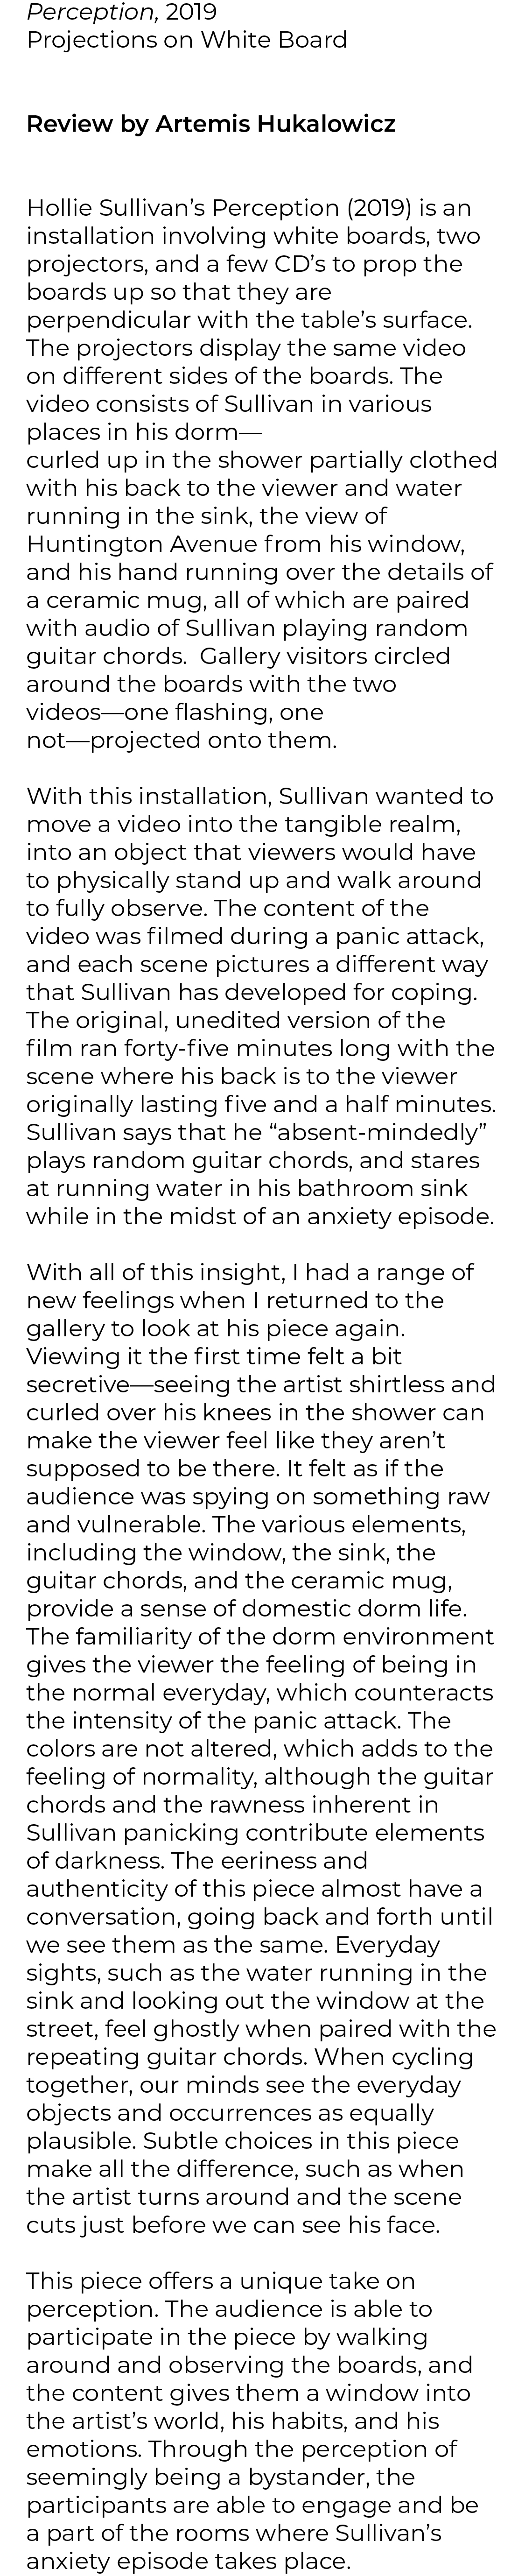 Perception, 2019
Projections on White Board
Review by Artemis Hukalowicz
Hollie Sullivan’s Perception (2019) is an
installation involving white boards, two
projectors, and a few CD’s to prop the
boards up so that they are
perpendicular with the table’s surface.
The projectors display the same video
on different sides of the boards. The
video consists of Sullivan in various
places in his dorm—
curled up in the shower partially clothed
with his back to the viewer and water
running in the sink, the view of
Huntington Avenue from his window,
and his hand running over the details of
a ceramic mug, all of which are paired
with audio of Sullivan playing random
guitar chords.  Gallery visitors circled
around the boards with the two
videos—one flashing, one
not—projected onto them.
With this installation, Sullivan wanted to
move a video into the tangible realm,
into an object that viewers would have
to physically stand up and walk around
to fully observe. The content of the
video was filmed during a panic attack,
and each scene pictures a different way
that Sullivan has developed for coping.
The original, unedited version of the
film ran forty-five minutes long with the
scene where his back is to the viewer
originally lasting five and a half minutes.
Sullivan says that he “absent-mindedly”
plays random guitar chords, and stares
at running water in his bathroom sink
while in the midst of an anxiety episode.
With all of this insight, I had a range of
new feelings when I returned to the
gallery to look at his piece again.
Viewing it the first time felt a bit
secretive—seeing the artist shirtless and
curled over his knees in the shower can
make the viewer feel like they aren’t
supposed to be there. It felt as if the
audience was spying on something raw
and vulnerable. The various elements,
including the window, the sink, the
guitar chords, and the ceramic mug,
provide a sense of domestic dorm life.
The familiarity of the dorm environment
gives the viewer the feeling of being in
the normal everyday, which counteracts
the intensity of the panic attack. The
colors are not altered, which adds to the
feeling of normality, although the guitar
chords and the rawness inherent in
Sullivan panicking contribute elements
of darkness. The eeriness and
authenticity of this piece almost have a
conversation, going back and forth until
we see them as the same. Everyday
sights, such as the water running in the
sink and looking out the window at the
street, feel ghostly when paired with the
repeating guitar chords. When cycling
together, our minds see the everyday
objects and occurrences as equally
plausible. Subtle choices in this piece
make all the difference, such as when
the artist turns around and the scene
cuts just before we can see his face.
This piece offers a unique take on
perception. The audience is able to
participate in the piece by walking
around and observing the boards, and
the content gives them a window into
the artist’s world, his habits, and his
emotions. Through the perception of
seemingly being a bystander, the
participants are able to engage and be
a part of the rooms where Sullivan’s
anxiety episode takes place.